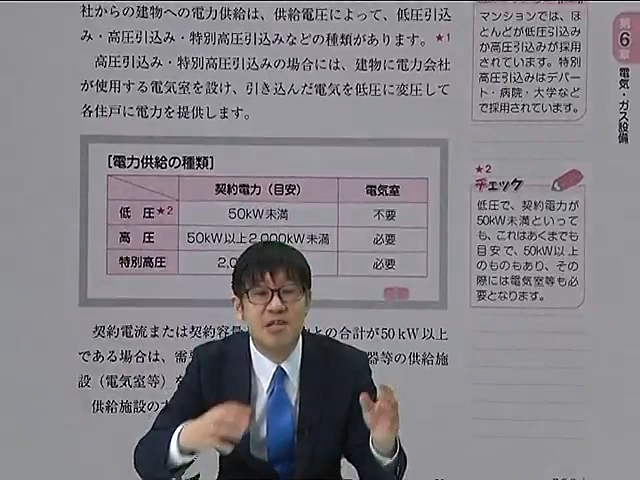 社からの建物への電力供給は、供給電圧によって、低圧引込
み・高圧引込み・特別高圧引込みなどの種類があります。★1
高圧引込み・特別高圧引込みの場合には、建物に電力会社
が使用する電気室を設け、引き込んだ電気を低圧に変圧して
各住戸に電力を提供します。
[電力供給の種類]
契約電力（目安） 電気室
低 圧★2 50kW未満 不要
高 圧 50kW以上2,000kW未満 必要
特別高圧 2,0 必要
契約電流または契約容量 との合計が50kW以上
である場合は、需 器等の供給施
設（電気室等）を
供給施設の
マンションでは、ほ
とんどが低圧引込み
か高圧引込みが採用
されています。特別
高圧引込みはデパー
ト・病院・大学など
で採用されています。
★2
チェック
低圧で、契約電力が
50kW未満といって
も、これはあくまでも
目安で、50kW以上
のものもあり、その
際には電気室等も必
要となります。
第
6
章
電気・ガス設備